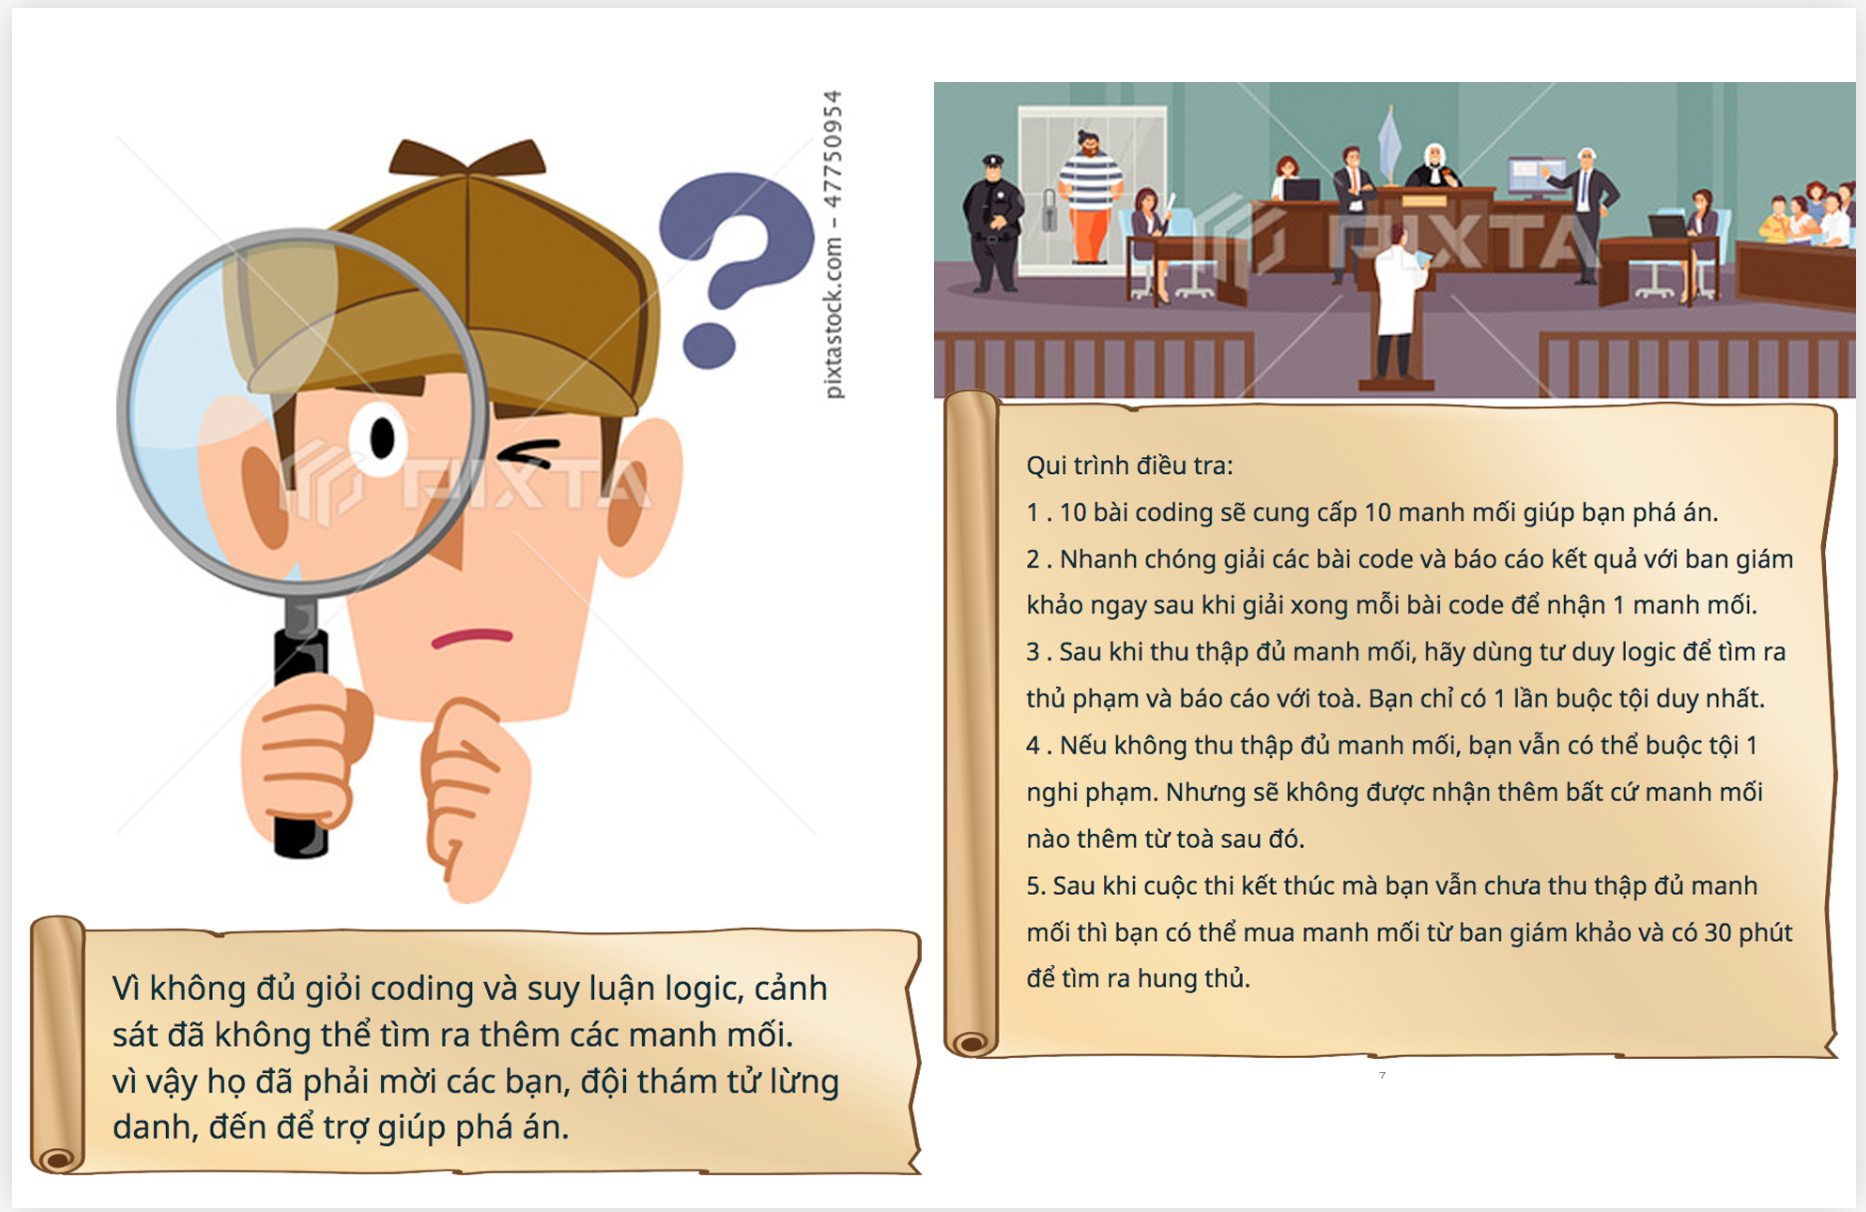 pixtastock.com - 47750954
PIXTA
Vì không đủ giỏi coding và suy luận logic, cảnh
sát đã không thể tìm ra thêm các manh mối.
vì vậy họ đã phải mời các bạn, đội thám tử lừng
danh, đến để trợ giúp phá án.
PIXTA
Qui trình điều tra:
1 . 10 bài coding sẽ cung cấp 10 manh mối giúp bạn phá án.
2 . Nhanh chóng giải các bài code và báo cáo kết quả với ban giám
khảo ngay sau khi giải xong mỗi bài code để nhận 1 manh mối.
3 . Sau khi thu thập đủ manh mối, hãy dùng tư duy logic để tìm ra
thủ phạm và báo cáo với toà. Bạn chỉ có 1 lần buộc tội duy nhất.
4 . Nếu không thu thập đủ manh mối, bạn vẫn có thể buộc tội 1
nghi phạm. Nhưng sẽ không được nhận thêm bất cứ manh mối
nào thêm từ toà sau đó.
5. Sau khi cuộc thi kết thúc mà bạn vẫn chưa thu thập đủ manh
mối thì bạn có thể mua manh mối từ ban giám khảo và có 30 phút
để tìm ra hung thủ.
7